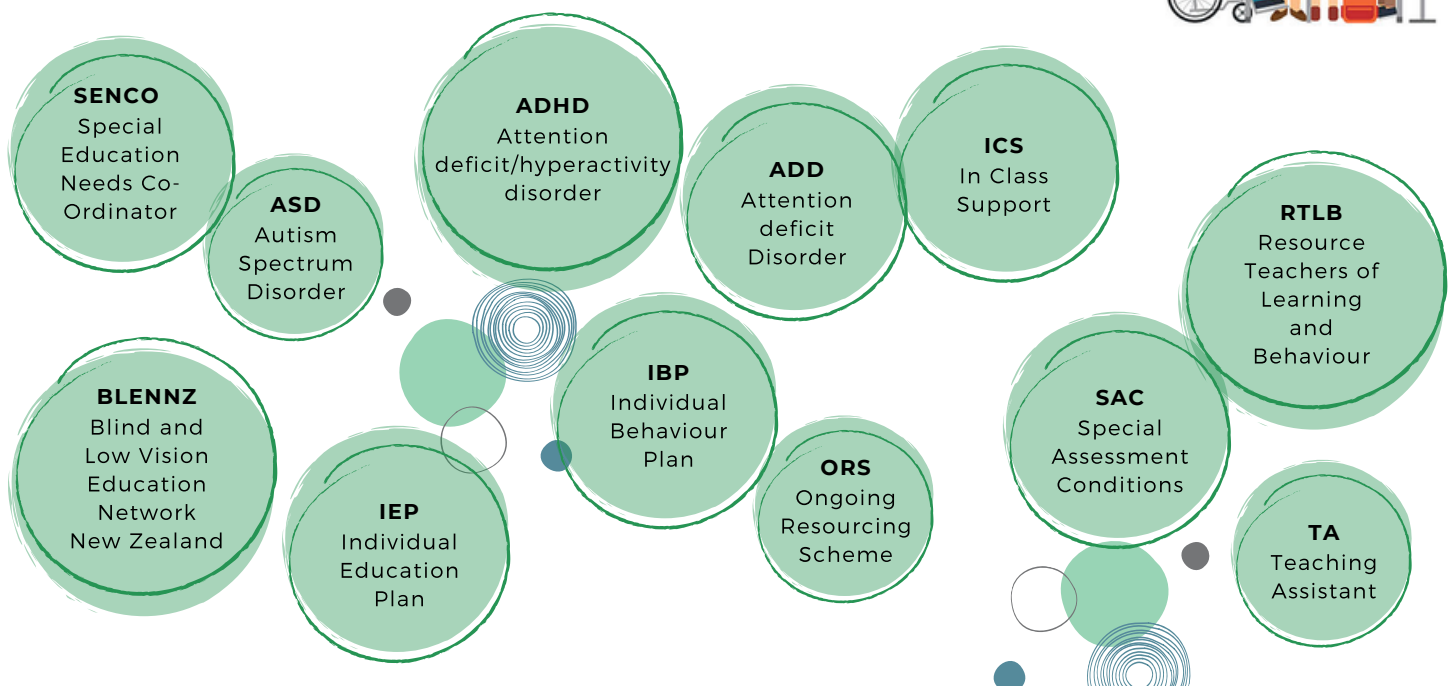 SENCO
Special
Education
Needs Co-
Ordinator
ASD
Autism
Spectrum
Disorder
ADHD
Attention
deficit/hyperactivity
disorder
ADD
Attention
deficit
Disorder
ICS
In Class
Support
RTLB
Resource
Teachers of
Learning
and
Behaviour
BLENNZ
Blind and
Low Vision
Education
Network
New Zealand
IEP
Individual
Education
Plan
IBP
Individual
Behaviour
Plan
ORS
Ongoing
Resourcing
Scheme
SAC
Special
Assessment
Conditions
TA
Teaching
Assistant